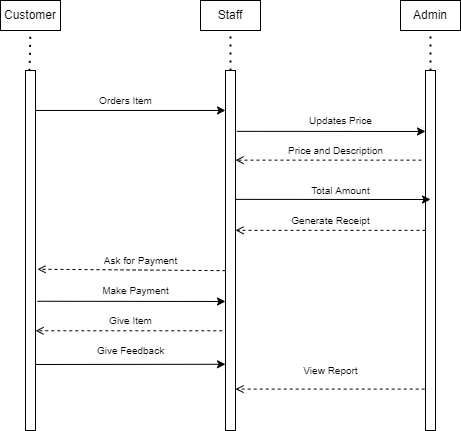 Customer
Staff
Admin
Orders Item
Updates Price
Price and Description
Total Amount
Generate Receipt
Ask for Payment
Make Payment
Give Item
Give Feedback
View Report